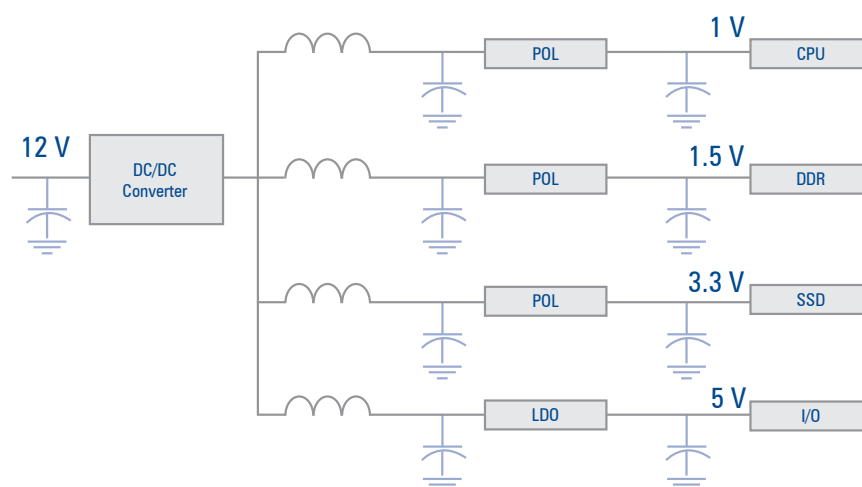 1 V
POL
CPU
12 V
DC/DC
Converter
1.5 V
POL
DDR
3.3 V
POL
SSD
5 V
LDO
I/O